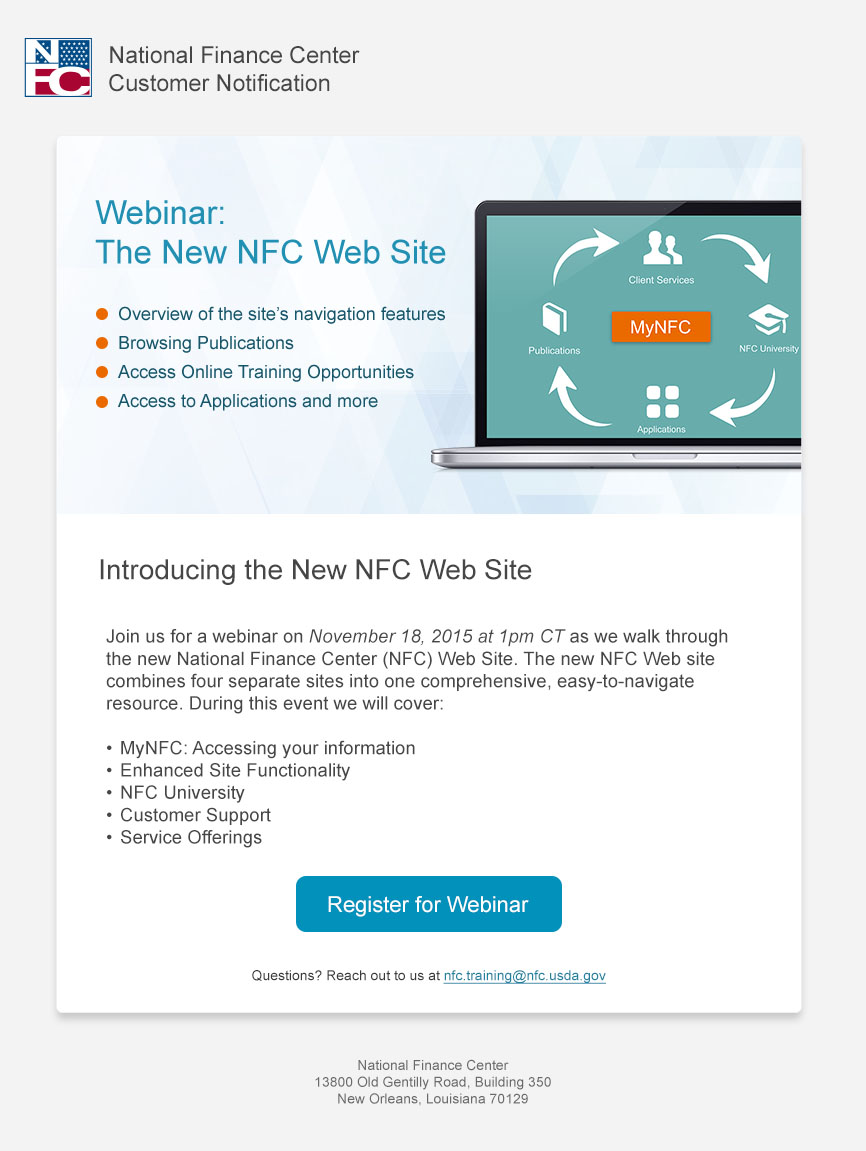 NFC
National Finance Center
Customer Notification
Webinar:
The New NFC Web Site
Overview of the site's navigation features
Browsing Publications
Access Online Training Opportunities
Access to Applications and more
Client Services
Publications
MyNFC
NFC University
Applications
Introducing the New NFC Web Site
Join us for a webinar on November 18, 2015 at 1pm CT as we walk through
the new National Finance Center (NFC) Web Site. The new NFC Web site
combines four separate sites into one comprehensive, easy-to-navigate
resource. During this event we will cover:
• MyNFC: Accessing your information
• Enhanced Site Functionality
• NFC University
• Customer Support
• Service Offerings
Register for Webinar
Questions? Reach out to us at nfc.training@nfc.usda.gov
National Finance Center
13800 Old Gentilly Road, Building 350
New Orleans, Louisiana 70129